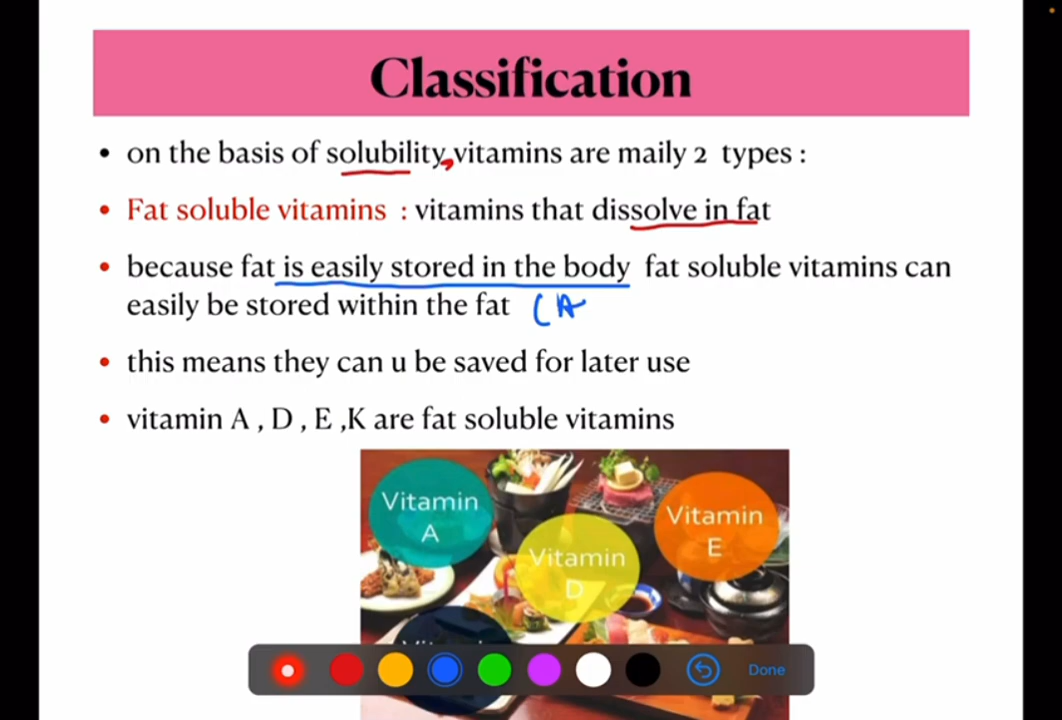 Classification
• on the basis of solubility,vitamins are maily 2 types :
• Fat soluble vitamins : vitamins that dissolve in fat
• because fat is easily stored in the body fat soluble vitamins can
easily be stored within the fat (A
• this means they can u be saved for later use
• vitamin A , D , E ,K are fat soluble vitamins
Vitamin
A
Vitamin
D
Vitamin
E
Done